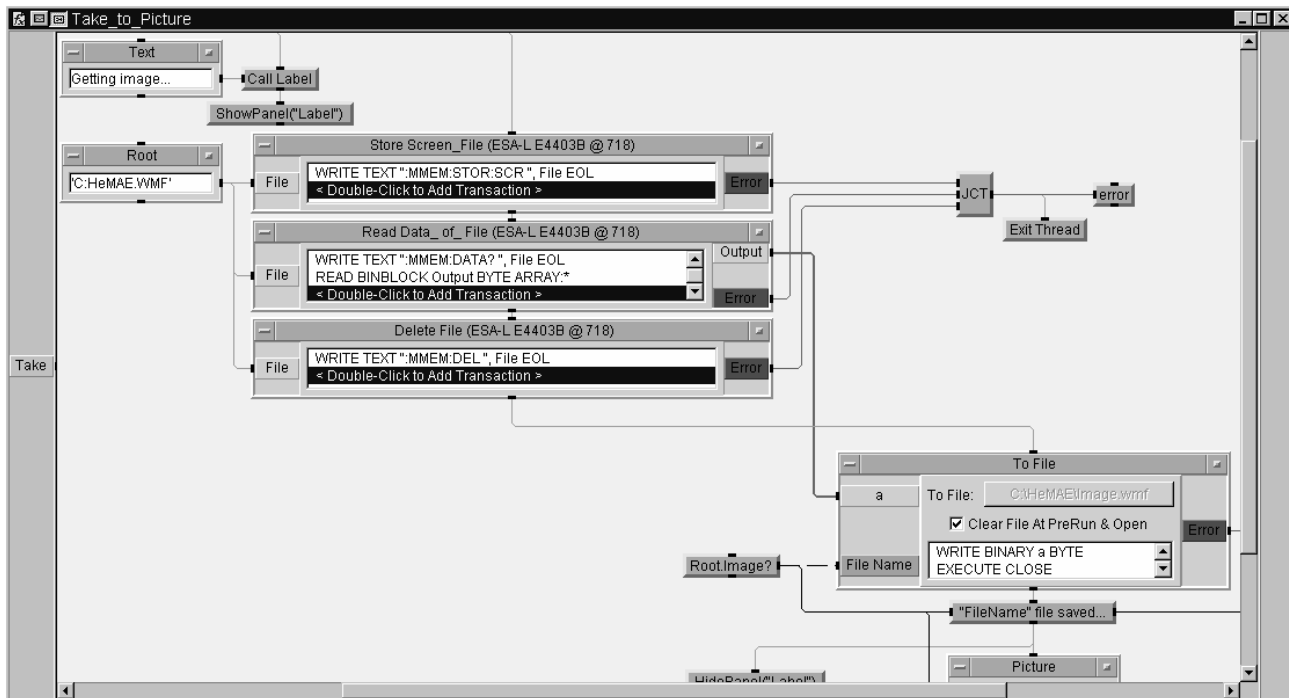 Take_to_Picture
Text
Getting image...
Call Label
ShowPanel("Label")
Root
'C:HeMAE.WMF'
Store Screen_File (ESA-L E4403B @ 718)
File
WRITE TEXT ":MMEM:STOR:SCR ", File EOL
< Double-Click to Add Transaction >
Error
JCT
error
Exit Thread
Read Data_ of_ File (ESA-L E4403B @ 718)
File
WRITE TEXT ":MMEM:DATA? ", File EOL
READ BINBLOCK Output BYTE ARRAY:*
< Double-Click to Add Transaction >
Output
Error
Delete File (ESA-L E4403B @ 718)
File
WRITE TEXT ":MMEM:DEL ", File EOL
< Double-Click to Add Transaction >
Error
Take
To File
a
To File:
C:\HeMAE\Image.wmf
Clear File At PreRun & Open
Error
File Name
WRITE BINARY a BYTE
EXECUTE CLOSE
Root.Image?
"FileName" file saved...
Picture
HidePanel("Label")